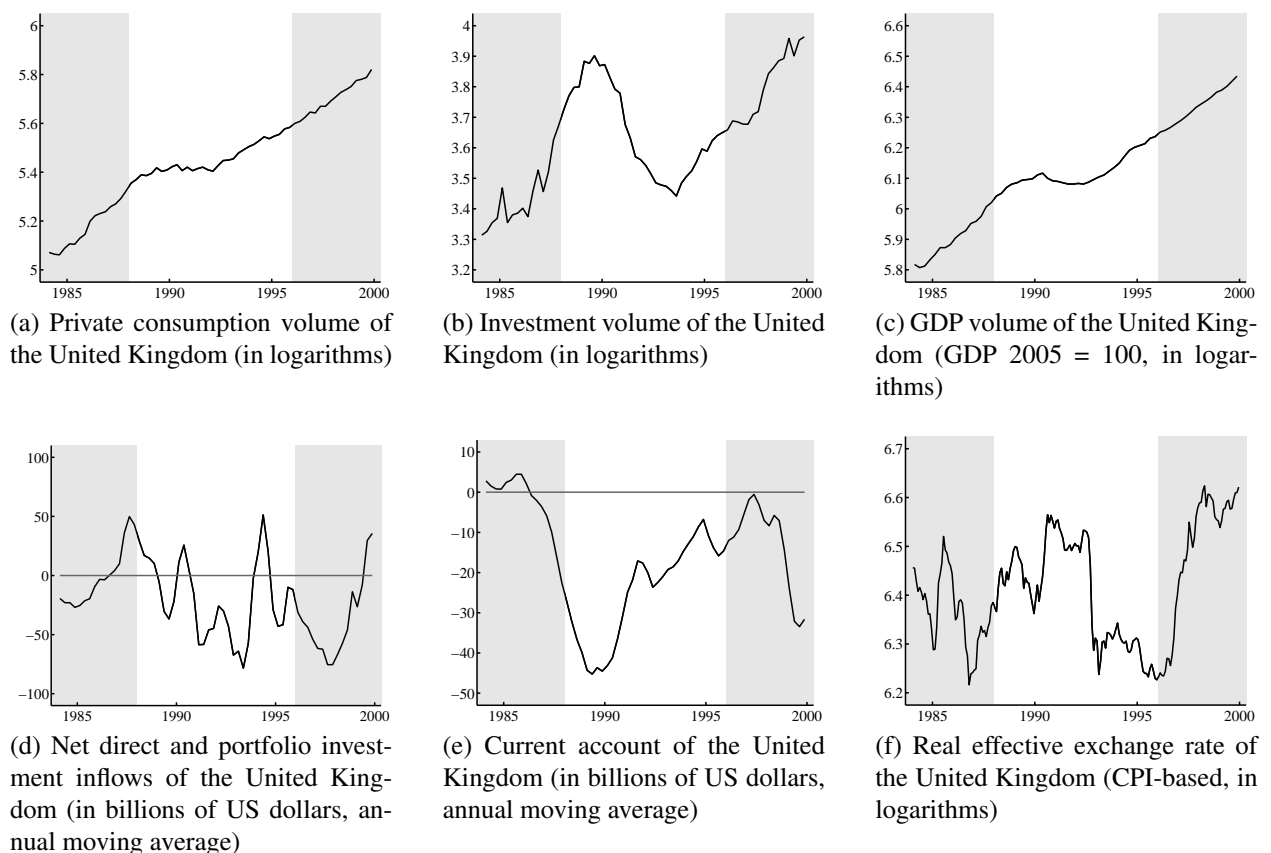 6
5.8
5.6
5.4
5.2
5
1985 1990 1995 2000
(a) Private consumption volume of
the United Kingdom (in logarithms)
4
3.9
3.8
3.7
3.6
3.5
3.4
3.3
3.2
1985 1990 1995 2000
(b) Investment volume of the United
Kingdom (in logarithms)
6.6
6.5
6.4
6.3
6.2
6.1
6
5.9
5.8
1985 1990 1995 2000
(c) GDP volume of the United King-
dom (GDP 2005 = 100, in logar-
ithms)
100
50
0
−50
−100
1985 1990 1995 2000
(d) Net direct and portfolio invest-
ment inflows of the United King-
dom (in billions of US dollars, an-
nual moving average)
10
0
−10
−20
−30
−40
−50
1985 1990 1995 2000
(e) Current account of the United
Kingdom (in billions of US dollars,
annual moving average)
6.7
6.6
6.5
6.4
6.3
6.2
1985 1990 1995 2000
(f) Real effective exchange rate of
the United Kingdom (CPI-based, in
logarithms)